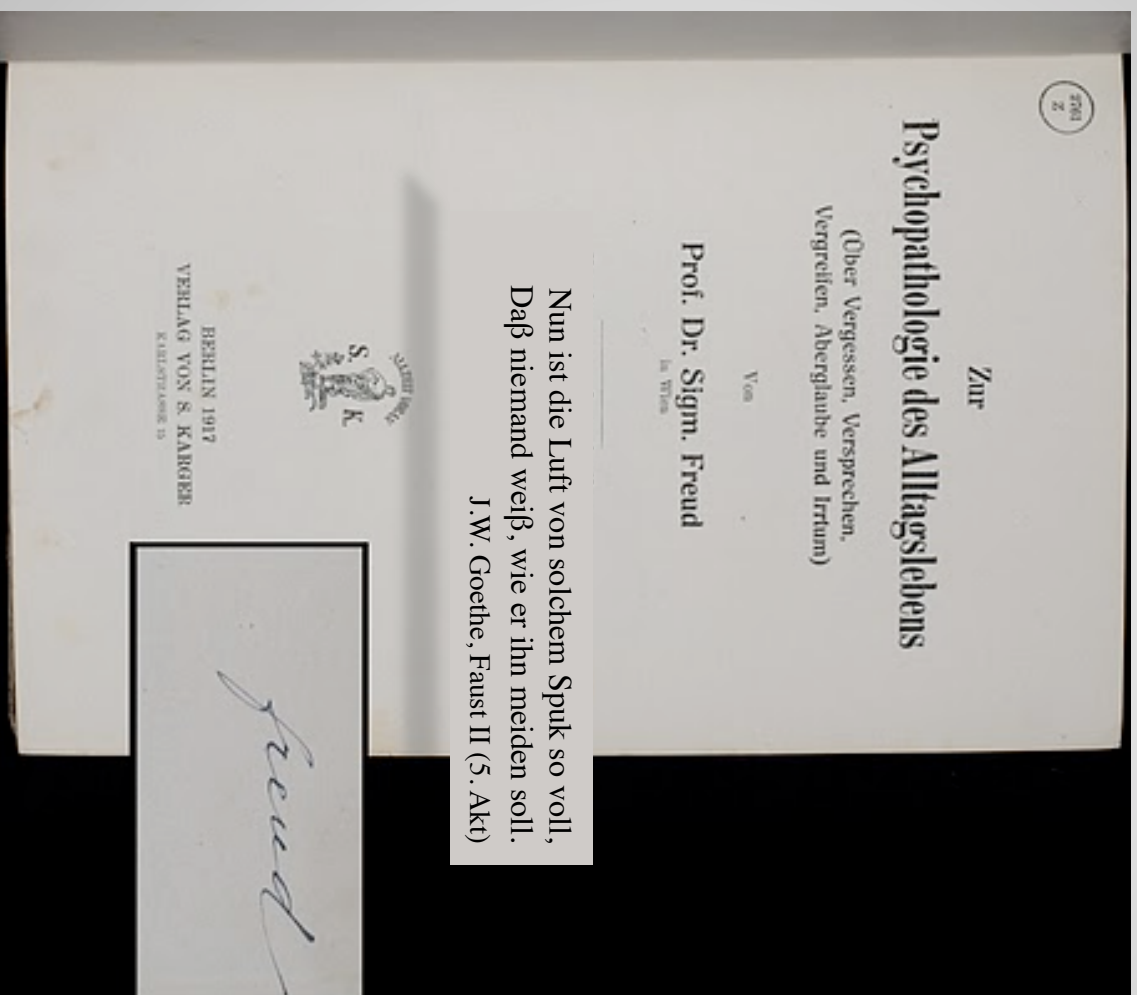 2761
Z
Zur
Psychopathologie des Alltagslebens
(Über Vergessen, Versprechen,
Vergreifen, Aberglaube und Irrtum)
Von
Prof. Dr. Sigm. Freud
in Wien
Nun ist die Luft von solchem Spuk so voll,
Daß niemand weiß, wie er ihn meiden soll.
J.W. Goethe, Faust II (5. Akt)
S. K
BERLIN 1917
VERLAG VON S. KARGER
KARLSTRASSE 15
freud